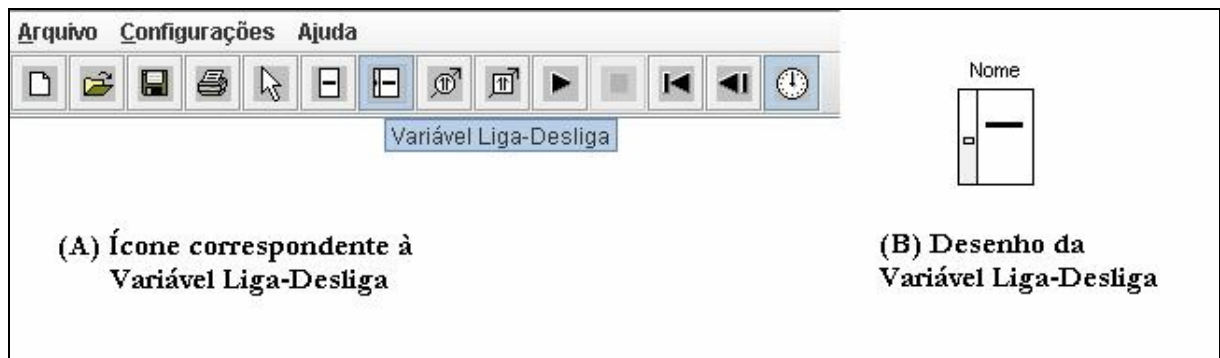 Arquivo Configurações Ajuda
Variável Liga-Desliga
(A) Ícone correspondente à
Variável Liga-Desliga
Nome
(B) Desenho da
Variável Liga-Desliga